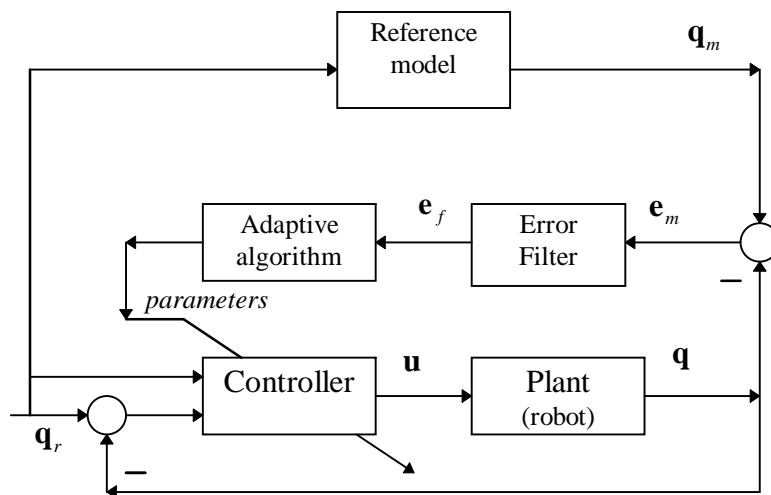 Reference
model
q_m
Adaptive
algorithm
e_f
Error
Filter
e_m
−
parameters
Controller
u
Plant
(robot)
q
q_r
−